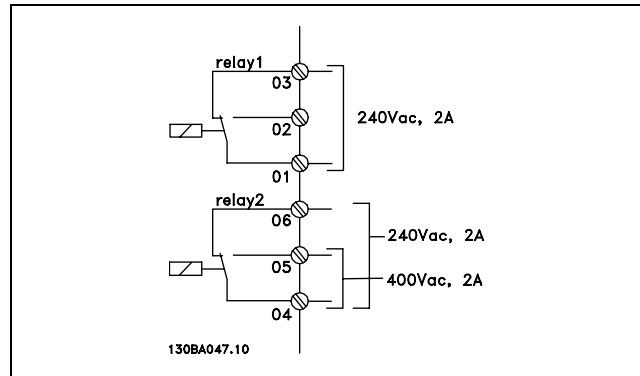 relay1
03
02
240Vac, 2A
01
relay2
06
240Vac, 2A
05
400Vac, 2A
04
130BA047.10